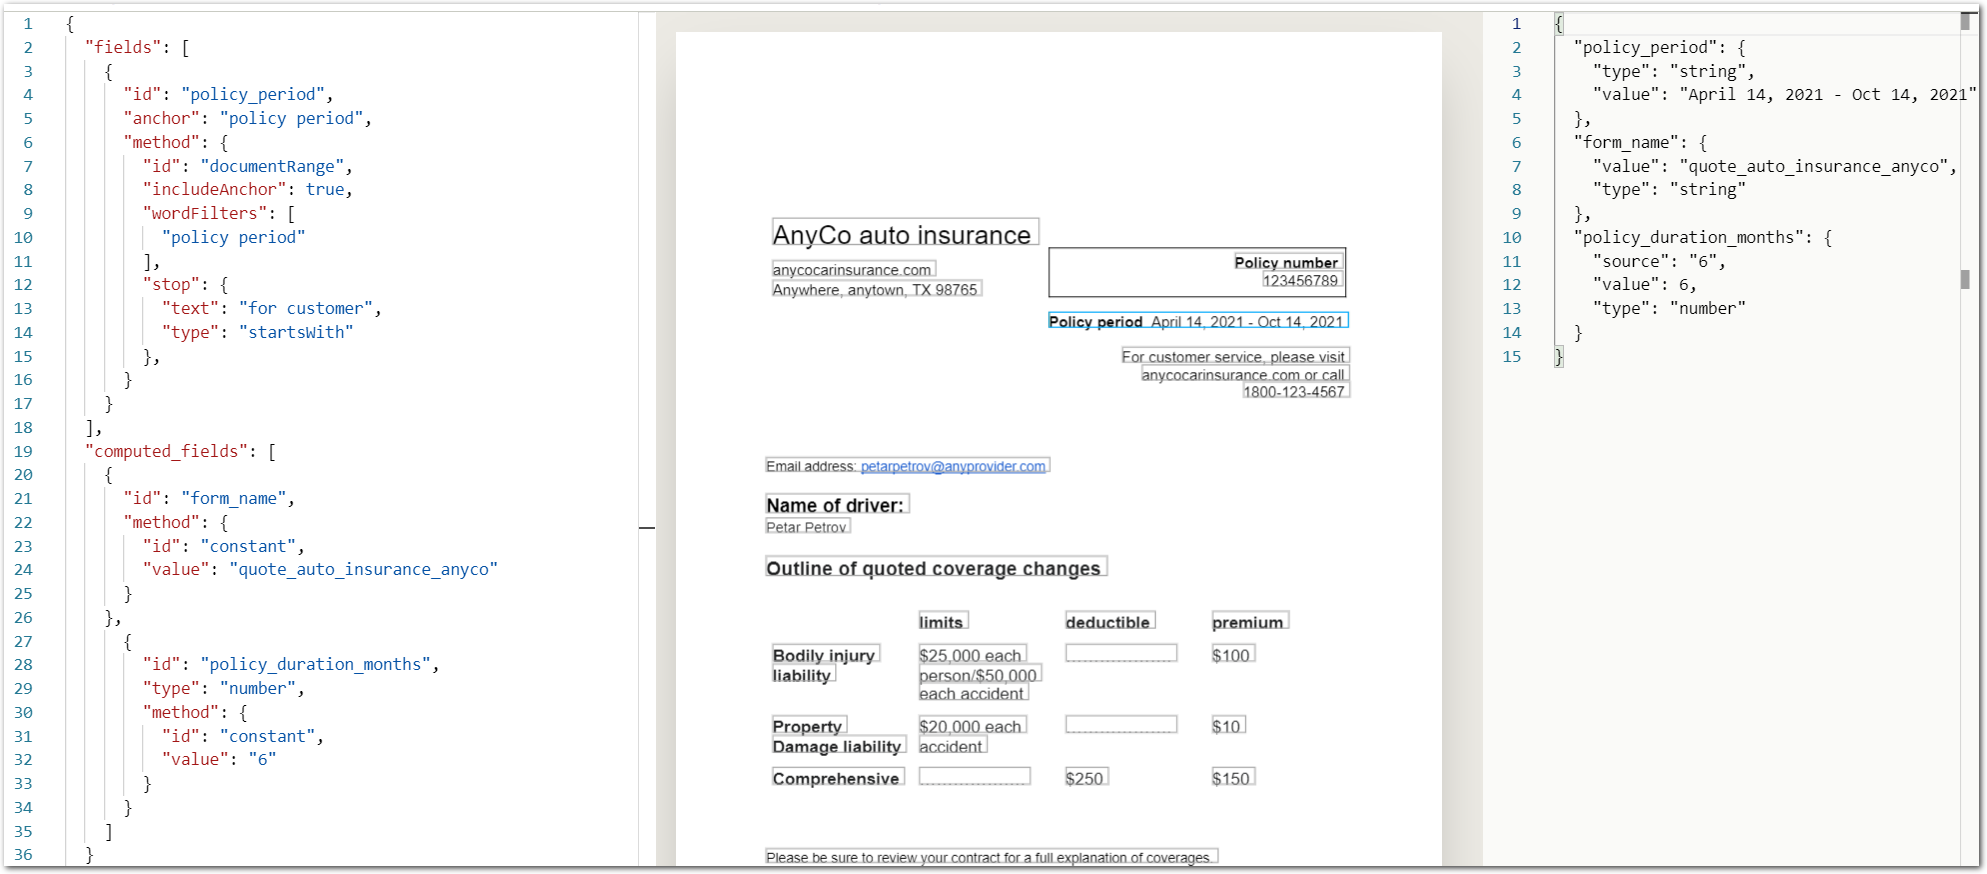 1 {
2 "fields": [
3 {
4 "id": "policy_period",
5 "anchor": "policy period",
6 "method": {
7 "id": "documentRange",
8 "includeAnchor": true,
9 "wordFilters": [
10 "policy period"
11 ],
12 "stop": {
13 "text": "for customer",
14 "type": "startsWith"
15 },
16 }
17 }
18 ],
19 "computed_fields": [
20 {
21 "id": "form_name",
22 "method": {
23 "id": "constant",
24 "value": "quote_auto_insurance_anyco"
25 }
26 },
27 {
28 "id": "policy_duration_months",
29 "type": "number",
30 "method": {
31 "id": "constant",
32 "value": "6"
33 }
34 }
35 ]
36 }
AnyCo auto insurance
anycocarinsurance.com
Anywhere, anytown, TX 98765
Policy number
123456789
Policy period April 14, 2021 - Oct 14, 2021
For customer service, please visit
anycocarinsurance.com or call
1800-123-4567
Email address: petarpetrov@anyprovider.com
Name of driver:
Petar Petrov
Outline of quoted coverage changes
limits deductible premium
Bodily injury $25,000 each $100
liability person/$50,000
each accident
Property $20,000 each $10
Damage liability accident
Comprehensive $250 $150
Please be sure to review your contract for a full explanation of coverages.
1 {
2 "policy_period": {
3 "type": "string",
4 "value": "April 14, 2021 - Oct 14, 2021"
5 },
6 "form_name": {
7 "value": "quote_auto_insurance_anyco",
8 "type": "string"
9 },
10 "policy_duration_months": {
11 "source": "6",
12 "value": 6,
13 "type": "number"
14 }
15 }